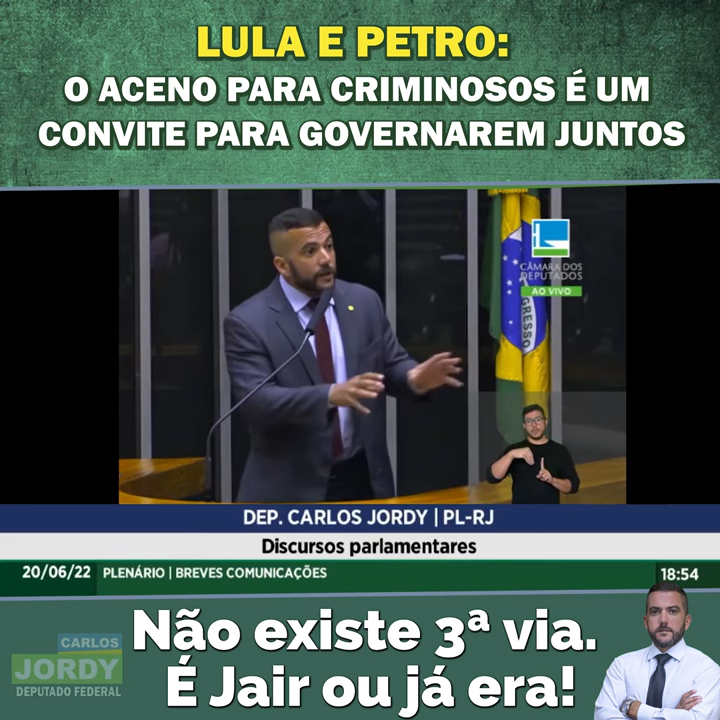 LULA E PETRO:
O ACENO PARA CRIMINOSOS É UM
CONVITE PARA GOVERNAREM JUNTOS
CÂMARA DOS
DEPUTADOS
AO VIVO
GRESSO
DEP. CARLOS JORDY | PL-RJ
Discursos parlamentares
20/06/22 PLENÁRIO | BREVES COMUNICAÇÕES 18:54
Não existe 3ª via.
É Jair ou já era!
CARLOS
JORDY
DEPUTADO FEDERAL